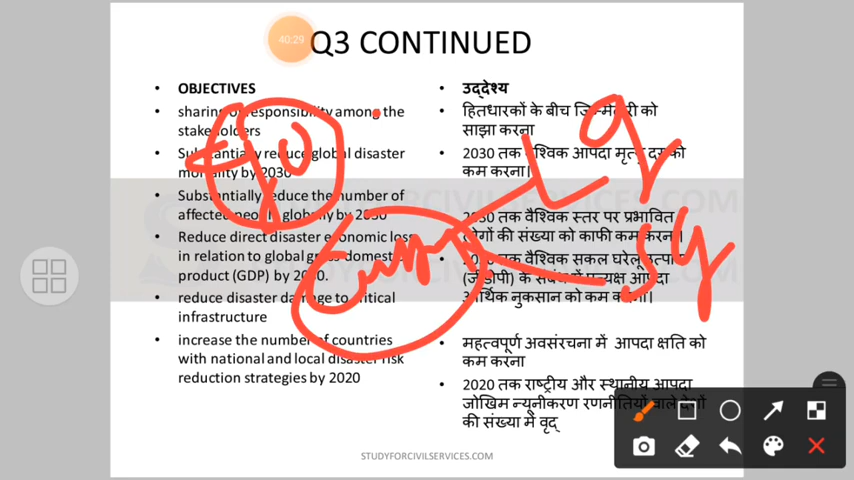 40:29
Q3 CONTINUED
OBJECTIVES
sharing of responsibility among the
stakeholders
Substantially reduce global disaster
mortality by 2030
Substantially reduce the number of
affected people globally by 2030
Reduce direct disaster economic loss
in relation to global gross domestic
product (GDP) by 2030.
reduce disaster damage to critical
infrastructure
increase the number of countries
with national and local disaster risk
reduction strategies by 2020
उद्देश्य
हितधारकों के बीच जिम्मेदारी को
साझा करना
2030 तक वैश्विक आपदा मृत्यु दर को
कम करना।
2030 तक वैश्विक स्तर पर प्रभावित
लोगों की संख्या को काफी कम करना।
2030 तक वैश्विक सकल घरेलू उत्पाद
(जीडीपी) के संबंध में प्रत्यक्ष आपदा
आर्थिक नुकसान को कम करना।
महत्वपूर्ण अवसंरचना में आपदा क्षति को
कम करना
2020 तक राष्ट्रीय और स्थानीय आपदा
जोखिम न्यूनीकरण रणनीतियों वाले देशों
की संख्या में वृद्
STUDYFORCIVILSERVICES.COM